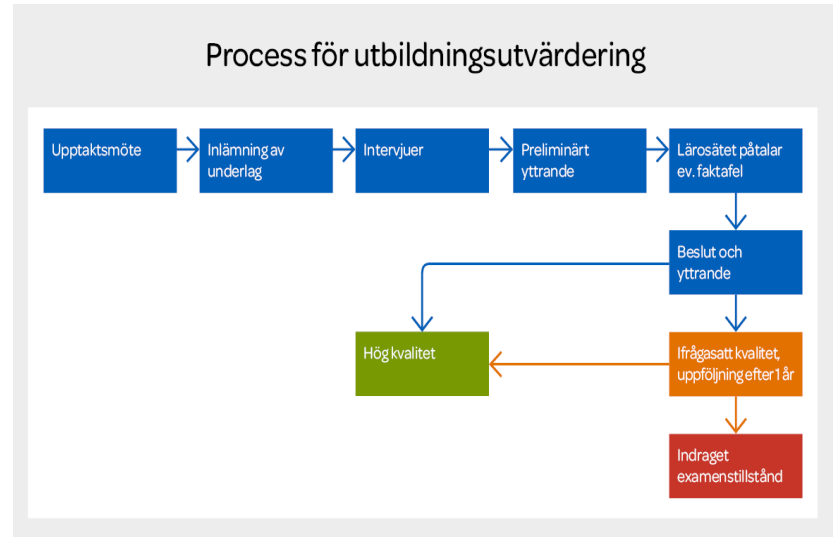 Process för utbildningsutvärdering
Upptaktsmöte
Inlämning av
underlag
Intervjuer
Preliminärt
yttrande
Lärosätet påtalar
ev. faktafel
Beslut och
yttrande
Hög kvalitet
Ifrågasatt kvalitet,
uppföljning efter 1 år
Indraget
examenstillstånd